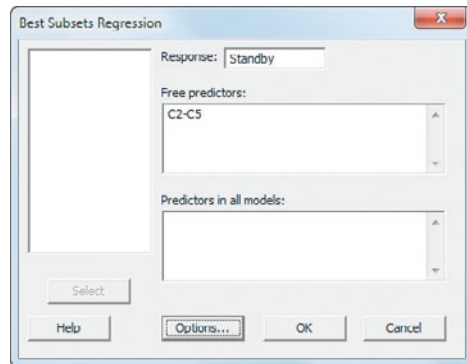 Best Subsets Regression
Response: Standby
Free predictors:
C2-C5
Predictors in all models:
Select
Help Options... OK Cancel